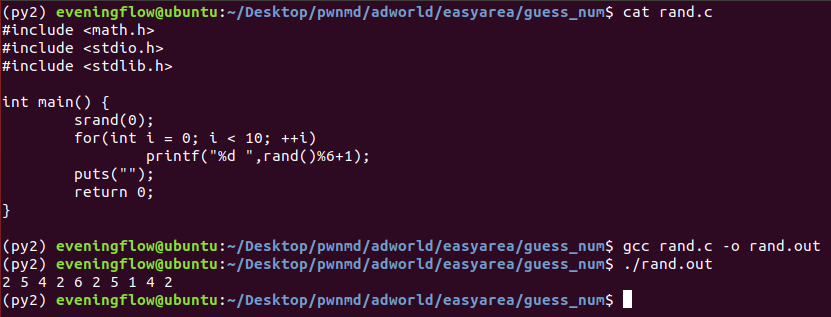 (py2) eveningflow@ubuntu:~/Desktop/pwnmd/adworld/easyarea/guess_num$ cat rand.c
#include <math.h>
#include <stdio.h>
#include <stdlib.h>

int main() {
        srand(0);
        for(int i = 0; i < 10; ++i)
                printf("%d ",rand()%6+1);
        puts("");
        return 0;
}

(py2) eveningflow@ubuntu:~/Desktop/pwnmd/adworld/easyarea/guess_num$ gcc rand.c -o rand.out
(py2) eveningflow@ubuntu:~/Desktop/pwnmd/adworld/easyarea/guess_num$ ./rand.out
2 5 4 2 6 2 5 1 4 2
(py2) eveningflow@ubuntu:~/Desktop/pwnmd/adworld/easyarea/guess_num$